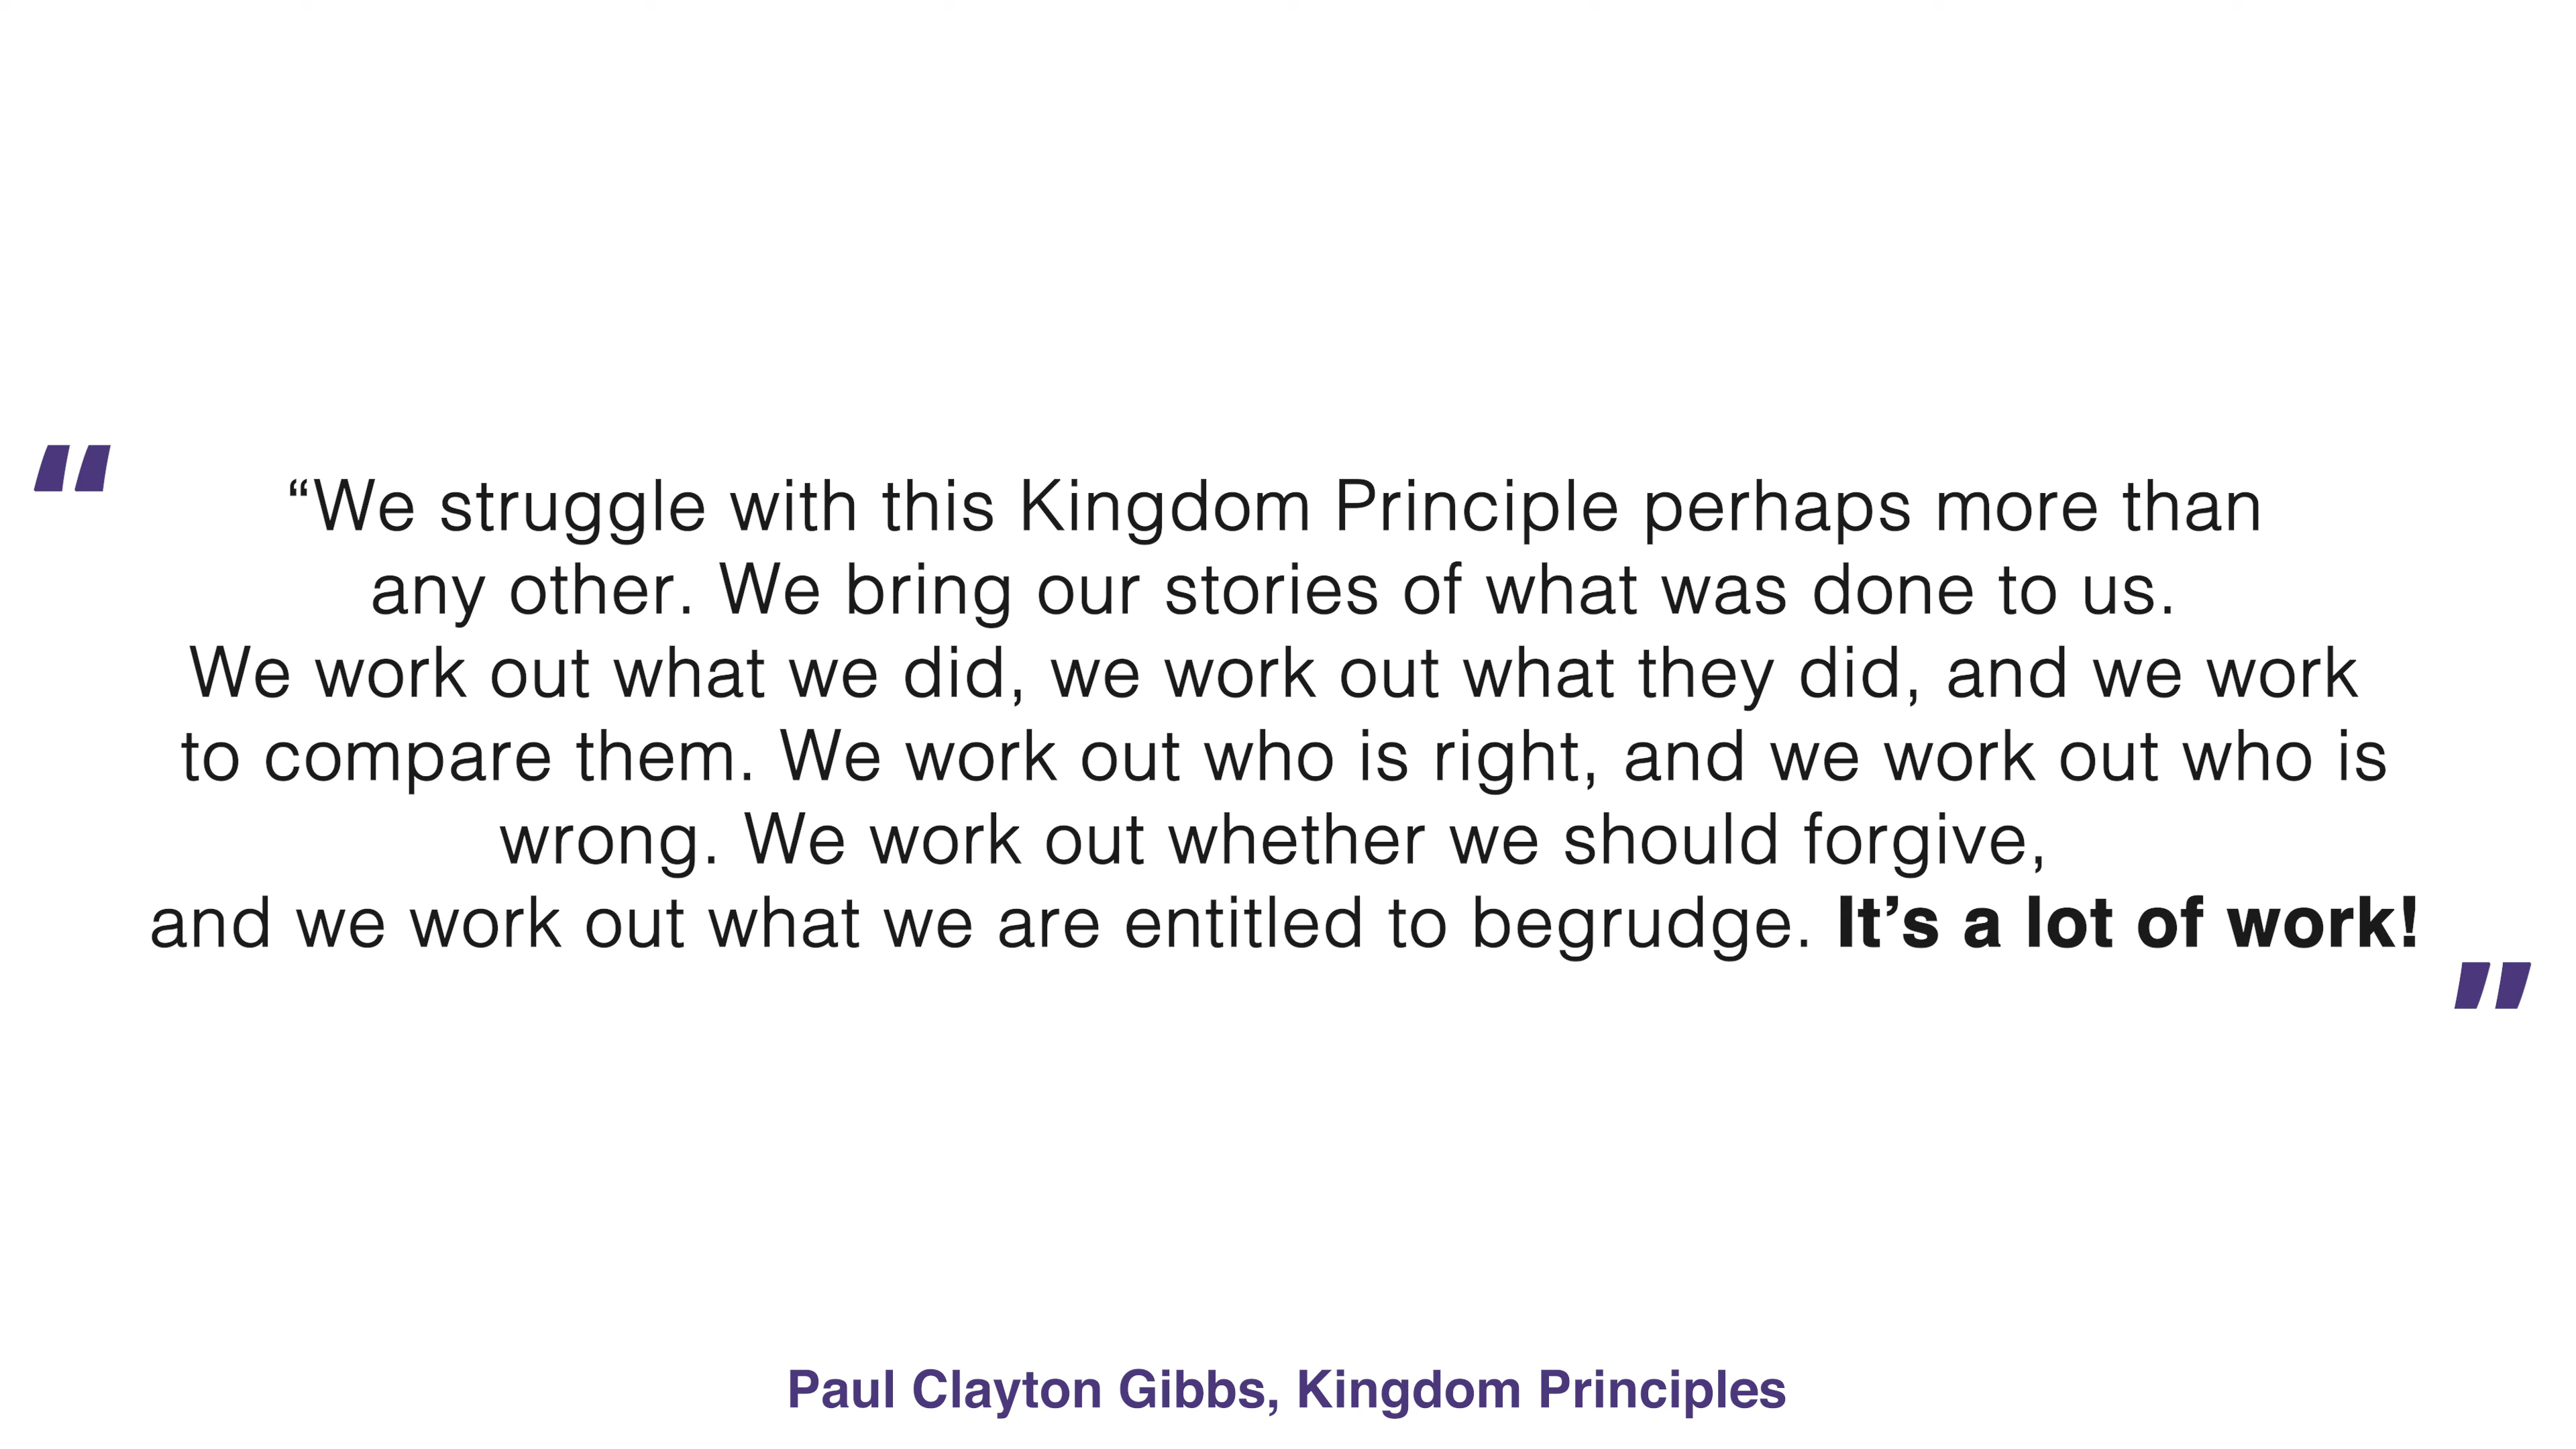 “
“We struggle with this Kingdom Principle perhaps more than
any other. We bring our stories of what was done to us.
We work out what we did, we work out what they did, and we work
to compare them. We work out who is right, and we work out who is
wrong. We work out whether we should forgive,
and we work out what we are entitled to begrudge. It’s a lot of work!
”
Paul Clayton Gibbs, Kingdom Principles